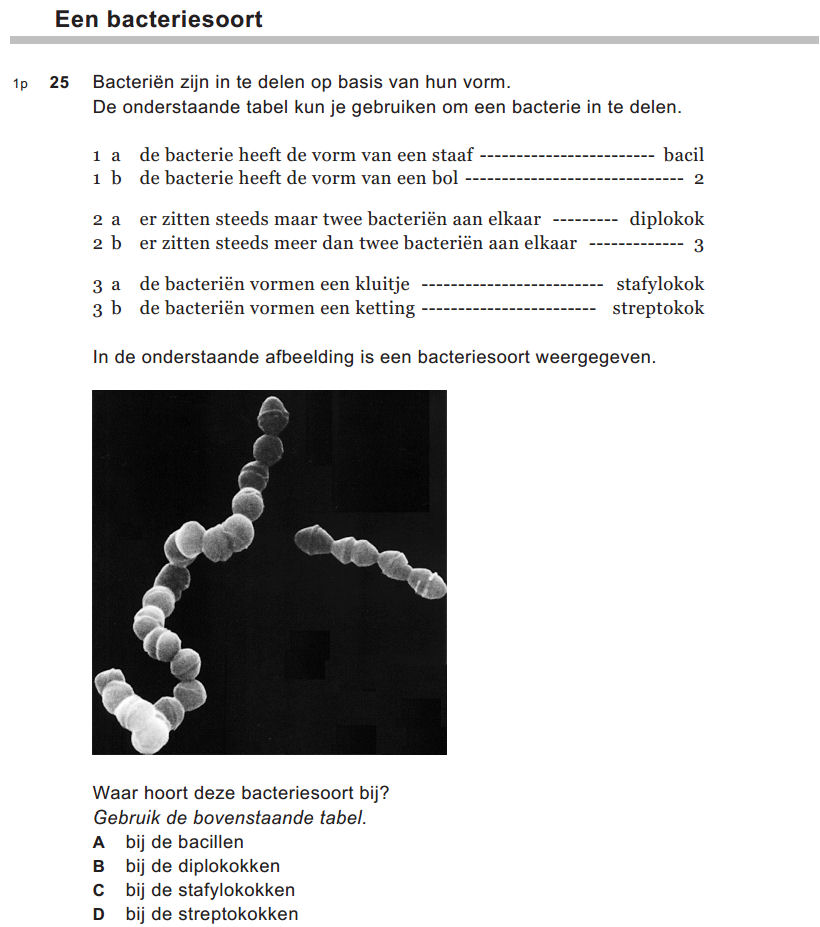 Een bacteriesoort
1p 25 Bacteriën zijn in te delen op basis van hun vorm.
De onderstaande tabel kun je gebruiken om een bacterie in te delen.
1 a de bacterie heeft de vorm van een staaf ------------------------ bacil
1 b de bacterie heeft de vorm van een bol ------------------------------ 2
2 a er zitten steeds maar twee bacteriën aan elkaar --------- diplokok
2 b er zitten steeds meer dan twee bacteriën aan elkaar ------------- 3
3 a de bacteriën vormen een kluitje ------------------------- stafylokok
3 b de bacteriën vormen een ketting ------------------------ streptokok
In de onderstaande afbeelding is een bacteriesoort weergegeven.
Waar hoort deze bacteriesoort bij?
Gebruik de bovenstaande tabel.
A bij de bacillen
B bij de diplokokken
C bij de stafylokokken
D bij de streptokokken